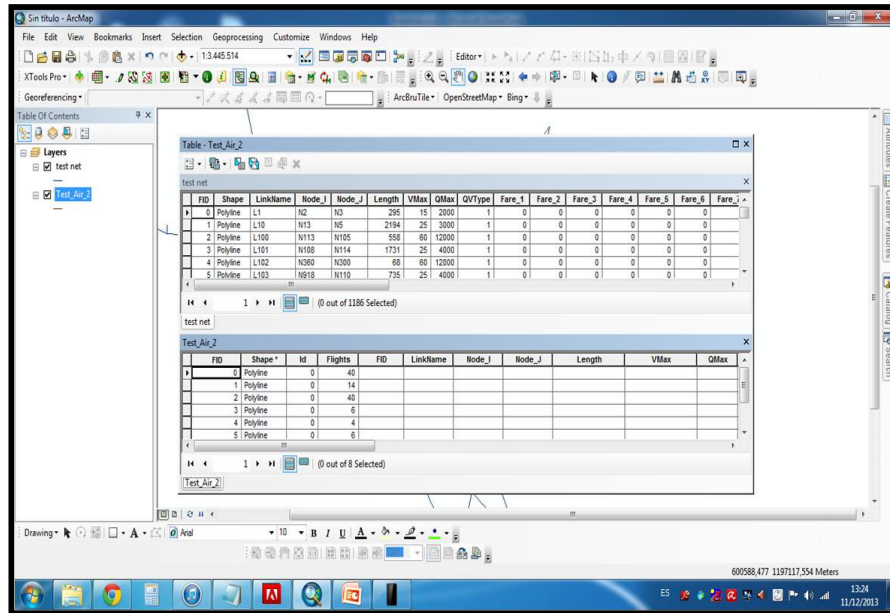 Sin título - ArcMap
File Edit View Bookmarks Insert Selection Geoprocessing Customize Windows Help
1:3.445.514
Editor
XTools Pro
Georeferencing
ArcBruTile OpenStreetMap Bing
Table Of Contents
Layers
test net
Test_Air_2
Table - Test_Air_2
test net
FID Shape LinkName Node_I Node_J Length VMax QMax QVType Fare_1 Fare_2 Fare_3 Fare_4 Fare_5 Fare_6 Fare_7
0 Polyline L1 N2 N3 295 15 2000 1 0 0 0 0 0 0
1 Polyline L10 N13 N5 2194 25 3000 1 0 0 0 0 0 0
2 Polyline L100 N113 N105 558 60 12000 1 0 0 0 0 0 0
3 Polyline L101 N108 N114 1731 25 4000 1 0 0 0 0 0 0
4 Polyline L102 N360 N300 68 60 12000 1 0 0 0 0 0 0
5 Polyline L103 N918 N110 735 25 4000 1 0 0 0 0 0 0
1 (0 out of 1186 Selected)
test net
Test_Air_2
FID Shape * Id Flights FID LinkName Node_I Node_J Length VMax QMax
0 Polyline 0 40
1 Polyline 0 14
2 Polyline 0 40
3 Polyline 0 6
4 Polyline 0 4
5 Polyline 0 6
1 (0 out of 8 Selected)
Test_Air_2
Attributes
Create Features
Catalog
Search
Drawing A Arial 10 B I U A
600588,477 1197117,554 Meters
ES 13:24
11/12/2013